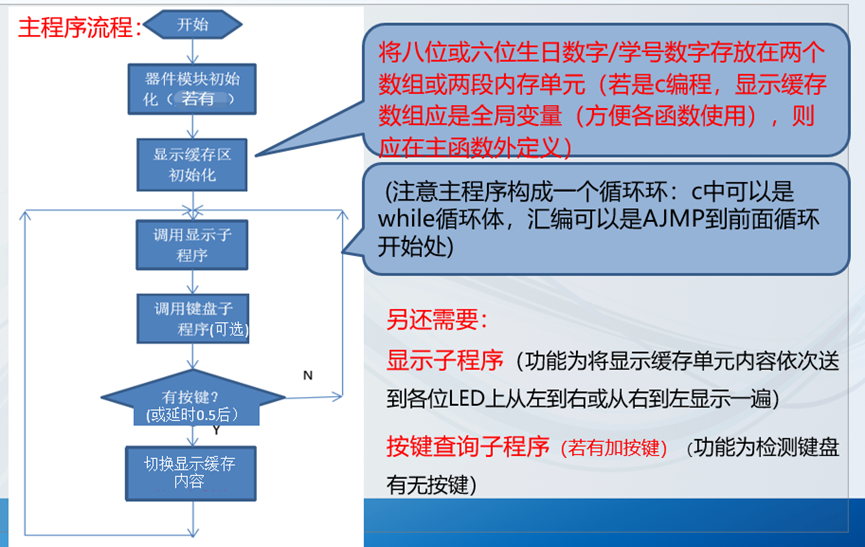 主程序流程：
开始
器件模块初始
化（ 若有 ）
显示缓存区
初始化
调用显示子
程序
调用键盘子
程序(可选)
有按键？
(或延时0.5后）
N
Y
切换显示缓存
内容
将八位或六位生日数字/学号数字存放在两个
数组或两段内存单元（若是c编程，显示缓存
数组应是全局变量（方便各函数使用），则
应在主函数外定义）
(注意主程序构成一个循环环：c中可以是
while循环体，汇编可以是AJMP到前面循环
开始处)
另还需要：
显示子程序（功能为将显示缓存单元内容依次送
到各位LED上从左到右或从右到左显示一遍）
按键查询子程序（若有加按键）（功能为检测键盘
有无按键）